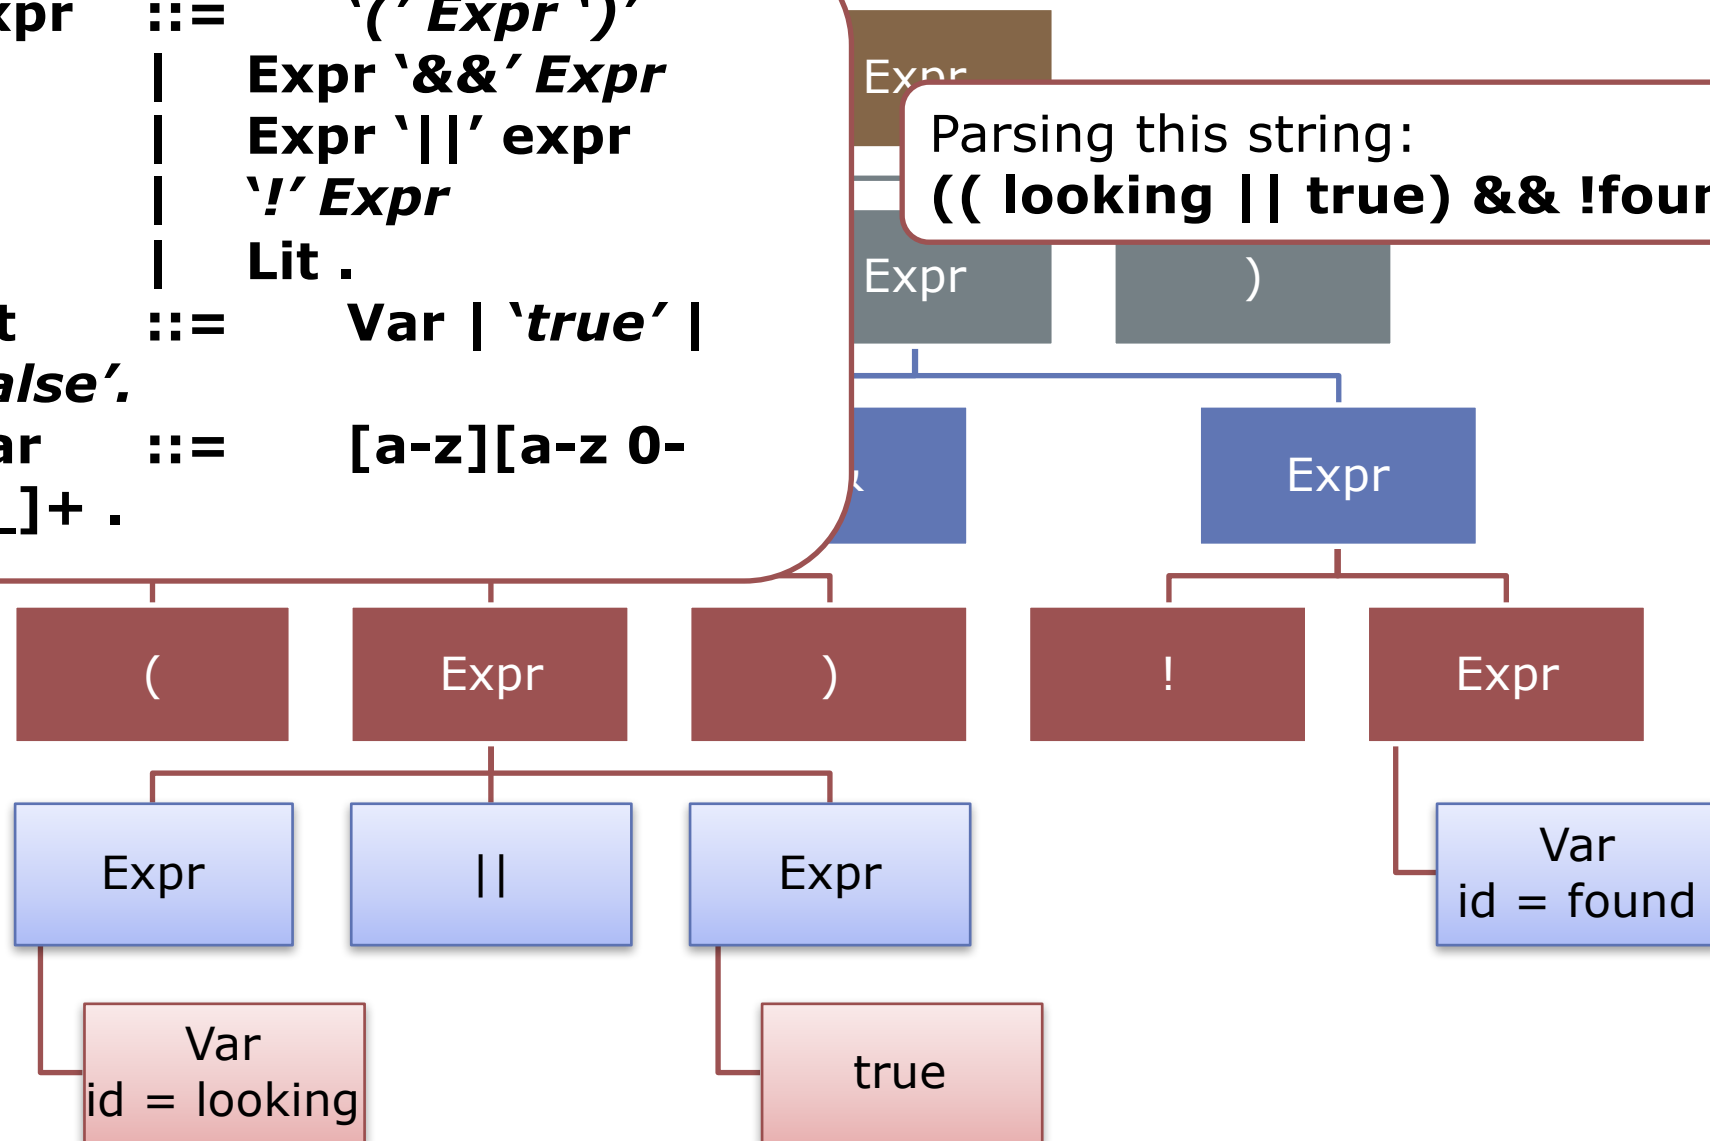 xpr ::= ‘(’ Expr ‘)’
| Expr ‘&&’ Expr
| Expr ‘||’ expr
| ‘!’ Expr
| Lit .
t ::= Var | ‘true’ |
alse’.
ar ::= [a-z][a-z 0-
_]+ .
Expr
Parsing this string:
(( looking || true) && !foun
Expr
)
Expr
(
Expr
)
!
Expr
Expr
||
Expr
Var
id = found
Var
id = looking
true